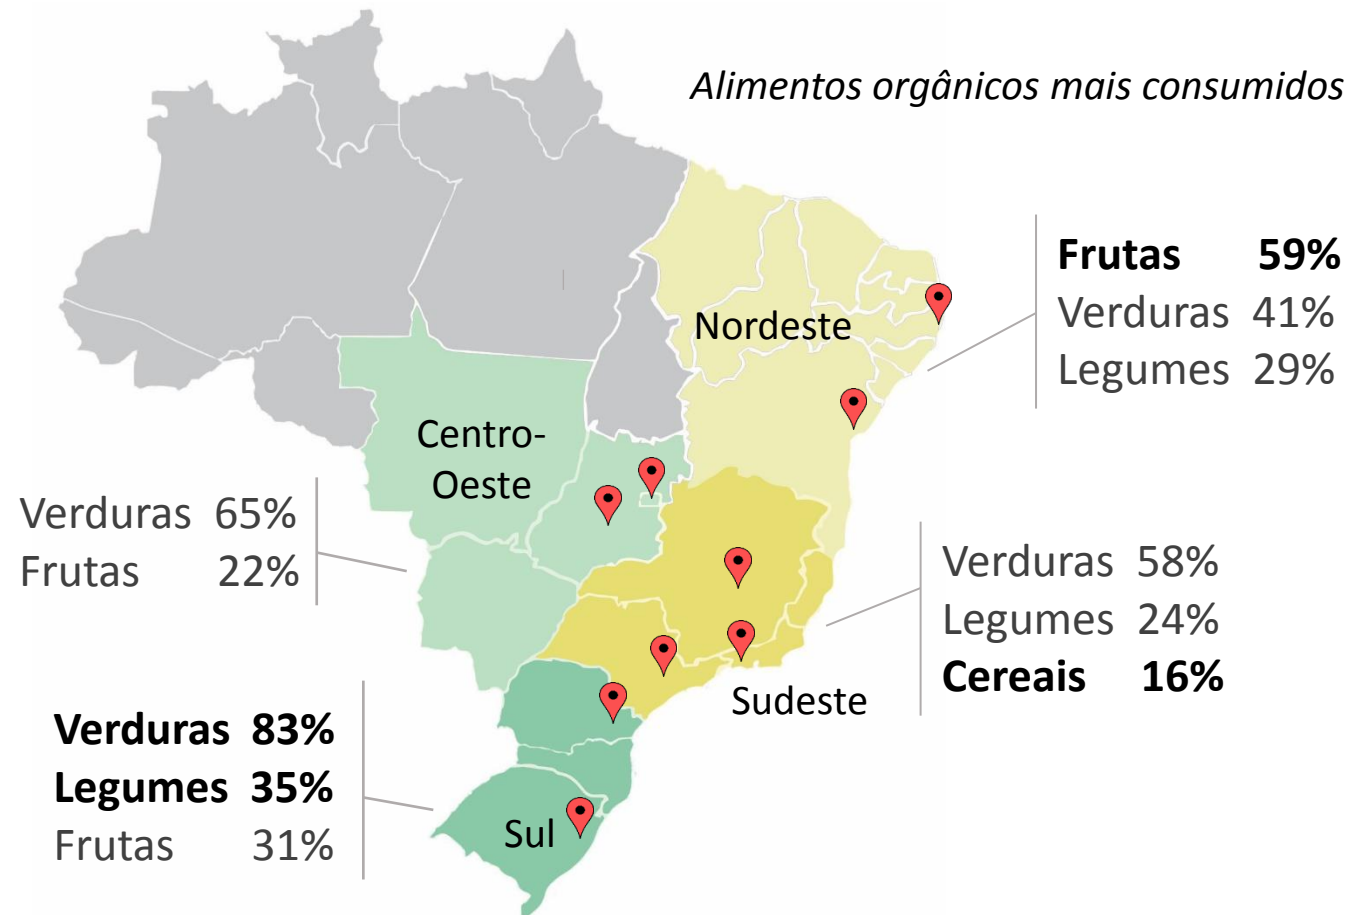 Alimentos orgânicos mais consumidos
Nordeste
Frutas 59%
Verduras 41%
Legumes 29%
Centro-
Oeste
Verduras 65%
Frutas 22%
Verduras 58%
Legumes 24%
Cereais 16%
Sudeste
Verduras 83%
Legumes 35%
Frutas 31%
Sul